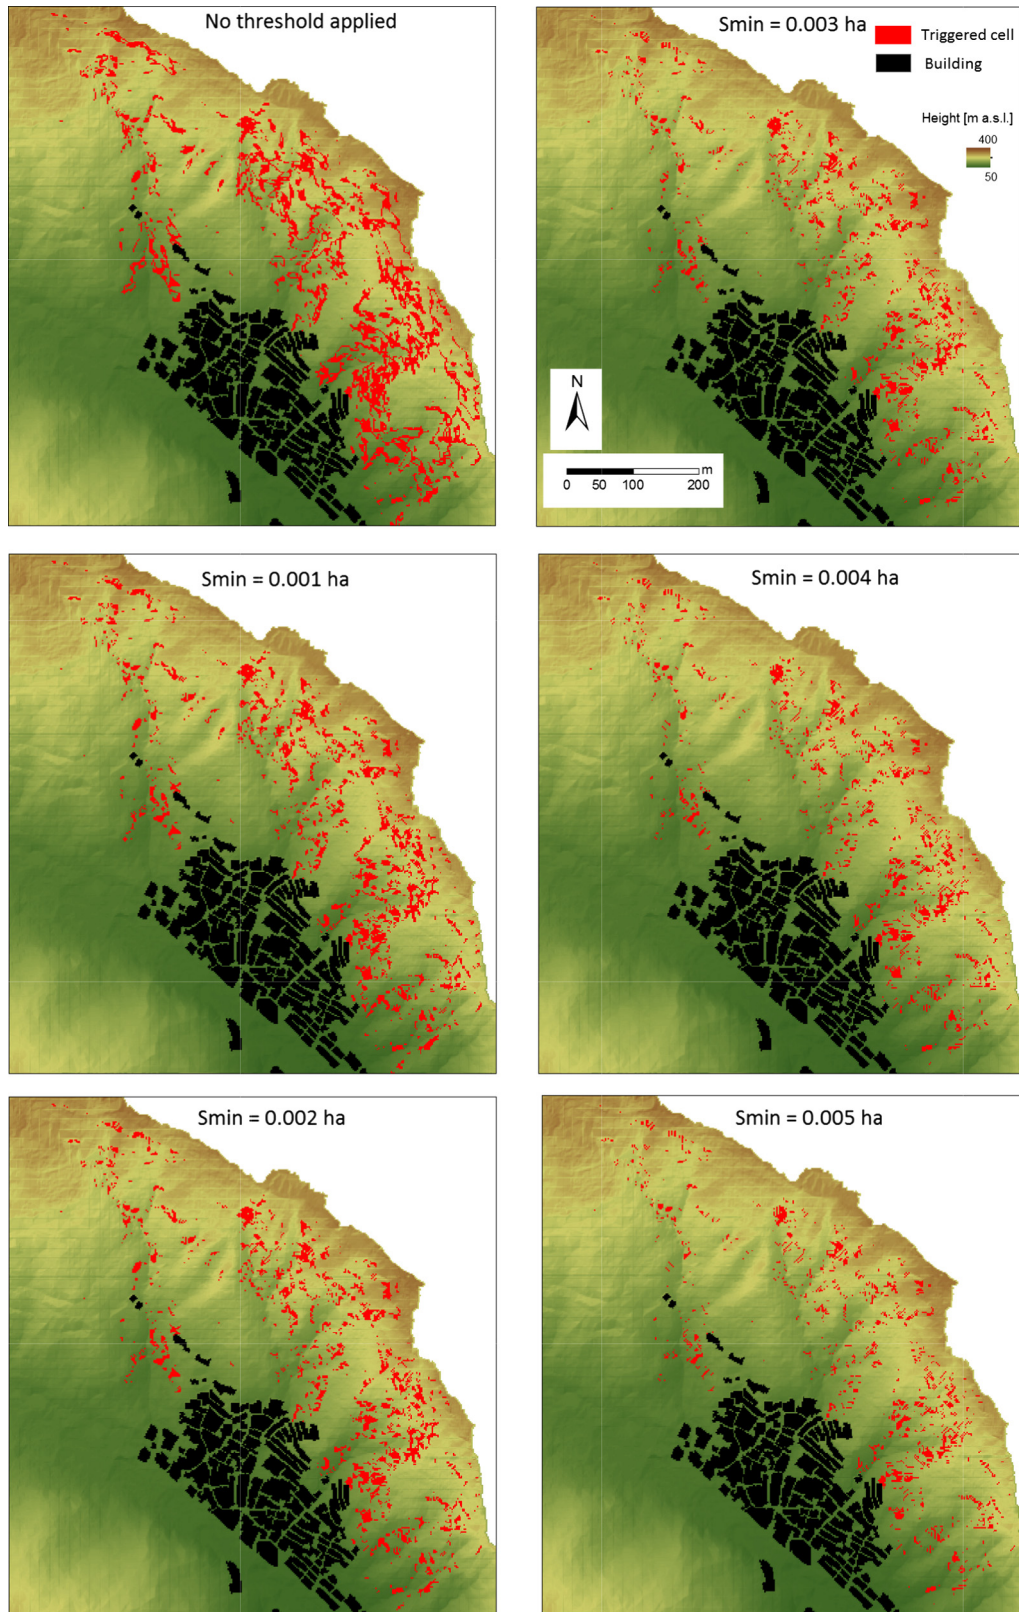 No threshold applied
Smin = 0.003 ha
Triggered cell
Building
Height [m a.s.l.]
400
50
N
m
0 50 100 200
Smin = 0.001 ha
Smin = 0.004 ha
Smin = 0.002 ha
Smin = 0.005 ha